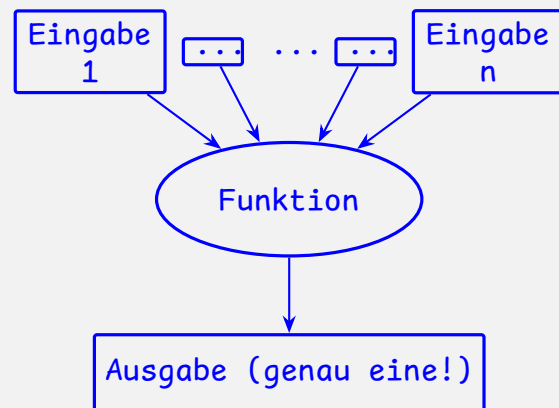 Eingabe
1
...
...
...
Eingabe
n
Funktion
Ausgabe (genau eine!)